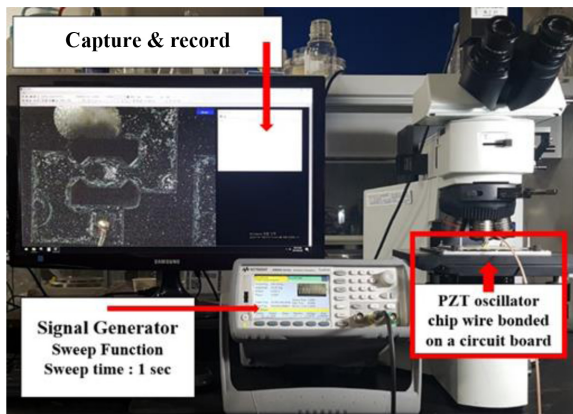 Capture & record
SAMSUNG
KEYSIGHT
Signal Generator
Sweep Function
Sweep time : 1 sec
PZT oscillator
chip wire bonded
on a circuit board